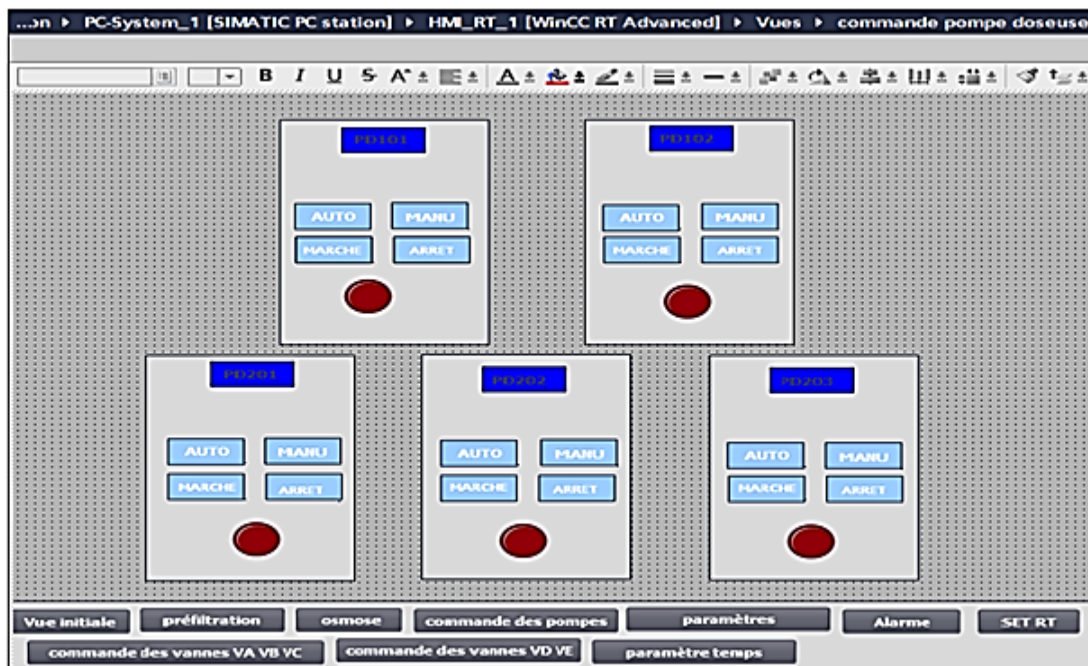 ...on ▸ PC-System_1 [SIMATIC PC station] ▸ HMI_RT_1 [WinCC RT Advanced] ▸ Vues ▸ commande pompe doseuse
B I U S A A
PD101 PD102
AUTO MANU AUTO MANU
MARCHE ARRET MARCHE ARRET
PD201 PD202 PD203
AUTO MANU AUTO MANU AUTO MANU
MARCHE ARRET MARCHE ARRET MARCHE ARRET
Vue initiale préfiltration osmose commande des pompes paramètres Alarme SET RT
commande des vannes VA VB VC commande des vannes VD VE paramètre temps